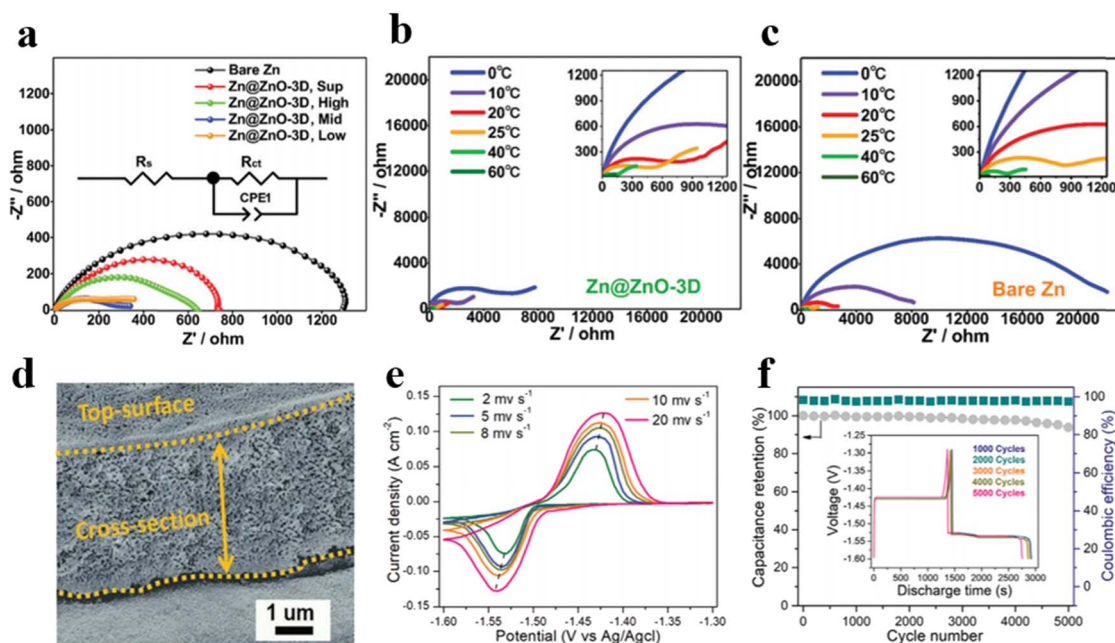 a
-Z'' / ohm
1400
1200
1000
800
600
400
200
0
Bare Zn
Zn@ZnO-3D, Sup
Zn@ZnO-3D, High
Zn@ZnO-3D, Mid
Zn@ZnO-3D, Low
Rs
Rct
CPE1
0 200 400 600 800 1000 1200
Z' / ohm
b
-Z'' / ohm
20000
16000
12000
8000
4000
0
0℃
10℃
20℃
25℃
40℃
60℃
1200
900
600
300
0 300 600 900 1200
Zn@ZnO-3D
0 4000 8000 12000 16000 20000
Z' / ohm
c
-Z'' / ohm
20000
16000
12000
8000
4000
0
0℃
10℃
20℃
25℃
40℃
60℃
1200
900
600
300
0 300 600 900 1200
Bare Zn
0 4000 8000 12000 16000 20000
Z' / ohm
d
Top-surface
Cross-section
1 um
e
Current density (A cm⁻²)
0.15
0.10
0.05
0.00
-0.05
-0.10
-0.15
2 mv s⁻¹
5 mv s⁻¹
8 mv s⁻¹
10 mv s⁻¹
20 mv s⁻¹
-1.60 -1.55 -1.50 -1.45 -1.40 -1.35 -1.30
Potential (V vs Ag/Agcl)
f
Capacitance retention (%)
120
100
80
60
40
20
0
Voltage (V)
-1.20
-1.25
-1.30
-1.35
-1.40
-1.45
-1.50
-1.55
-1.60
1000 Cycles
2000 Cycles
3000 Cycles
4000 Cycles
5000 Cycles
0 500 1000 1500 2000 2500 3000
Discharge time (s)
100
80
60
40
20
0
Coulombic efficiency (%)
0 1000 2000 3000 4000 5000
Cycle number